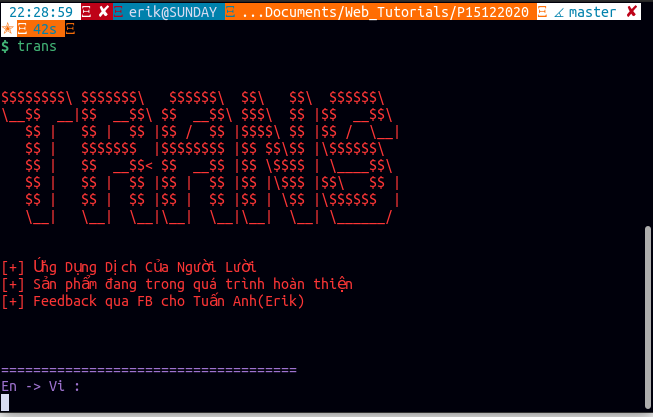 22:28:59 Ξ ✘ Ξ erik@SUNDAY Ξ ...Documents/Web_Tutorials/P15122020 Ξ ∡ master ✘
★ Ξ 42s Ξ
$ trans
$$$$$$$$\ $$$$$$$\   $$$$$$\  $$\   $$\  $$$$$$\
\__$$  __|$$  __$$\ $$  __$$\ $$$\  $$ |$$  __$$\
   $$ |   $$ |  $$ |$$ /  $$ |$$$$\ $$ |$$ /  \__|
   $$ |   $$$$$$$  |$$$$$$$$ |$$ $$\$$ |\$$$$$$\
   $$ |   $$  __$$< $$  __$$ |$$ \$$$$ | \____$$\
   $$ |   $$ |  $$ |$$ |  $$ |$$ |\$$$ |$$\   $$ |
   $$ |   $$ |  $$ |$$ |  $$ |$$ | \$$ |\$$$$$$  |
   \__|   \__|  \__|\__|  \__|\__|  \__| \______/
[+] Ứng Dụng Dịch Của Người Lười
[+] Sản phẩm đang trong quá trình hoàn thiện
[+] Feedback qua FB cho Tuấn Anh(Erik)
=====================================
En -> Vi :